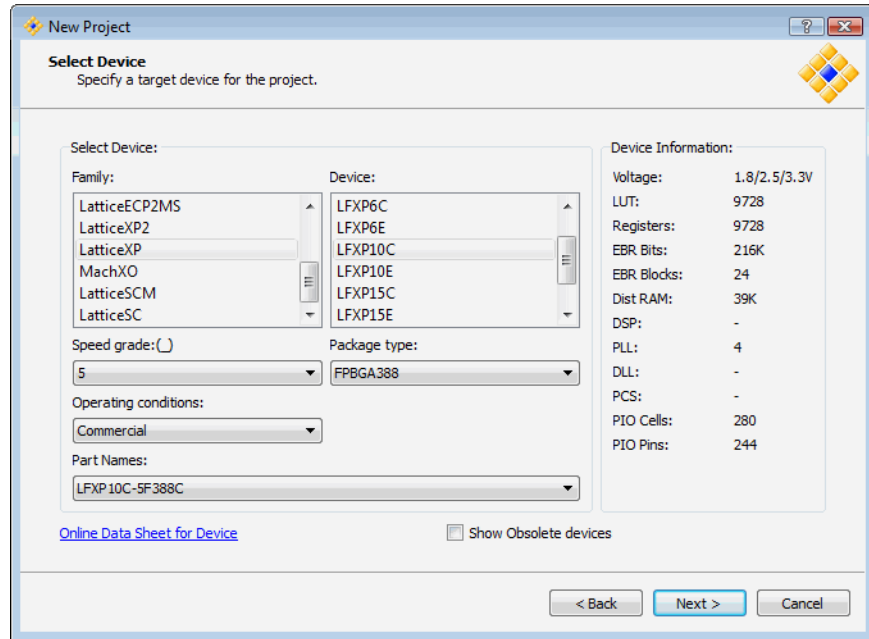 New Project
Select Device
Specify a target device for the project.
Select Device:
Family:
LatticeECP2MS
LatticeXP2
LatticeXP
MachXO
LatticeSCM
LatticeSC
Device:
LFXP6C
LFXP6E
LFXP10C
LFXP10E
LFXP15C
LFXP15E
Speed grade:(_)
5
Package type:
FPBGA388
Operating conditions:
Commercial
Part Names:
LFXP10C-5F388C
Device Information:
Voltage: 1.8/2.5/3.3V
LUT: 9728
Registers: 9728
EBR Bits: 216K
EBR Blocks: 24
Dist RAM: 39K
DSP: -
PLL: 4
DLL: -
PCS: -
PIO Cells: 280
PIO Pins: 244
Online Data Sheet for Device
Show Obsolete devices
< Back
Next >
Cancel